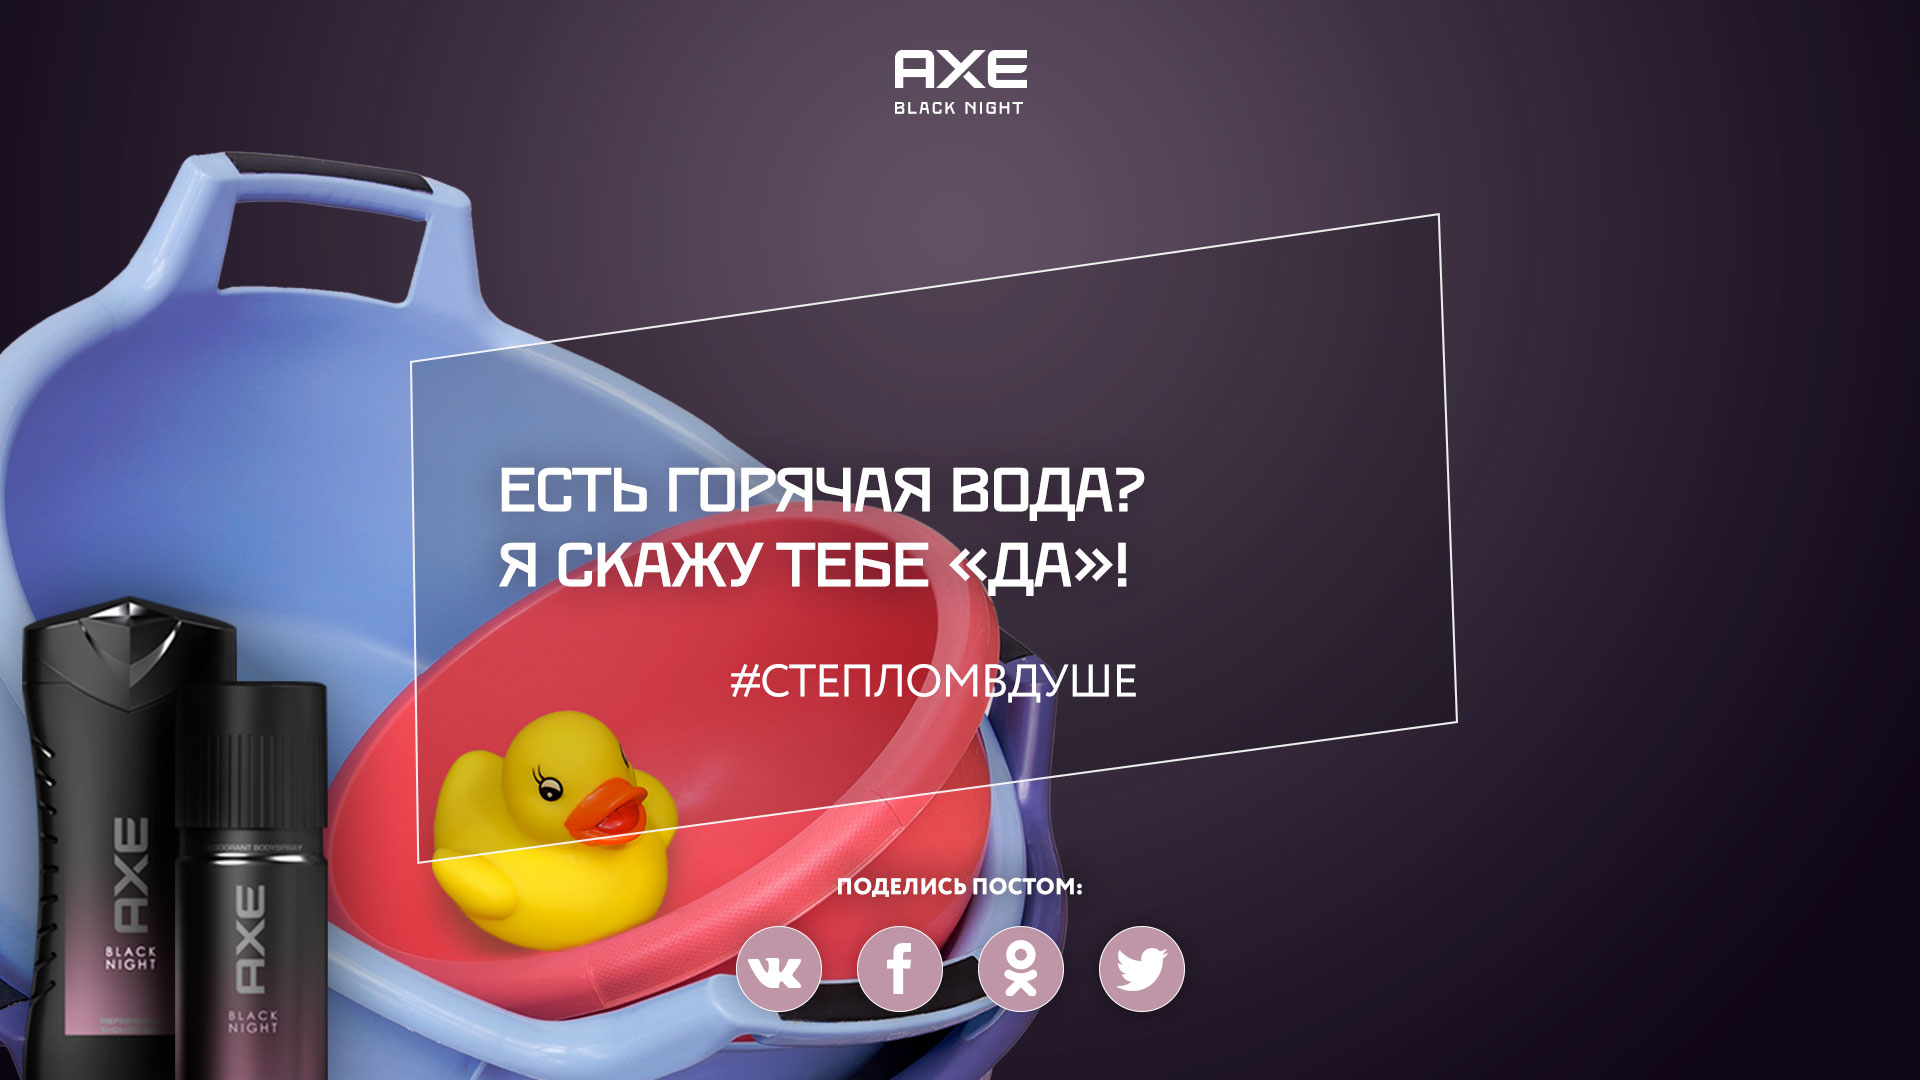 AXE
BLACK NIGHT
ЕСТЬ ГОРЯЧАЯ ВОДА?
Я СКАЖУ ТЕБЕ «ДА»!
#СТЕПЛОМВДУШЕ
ПОДЕЛИСЬ ПОСТОМ:
AXE
BLACK
NIGHT
DEODORANT BODYSPRAY
AXE
BLACK
NIGHT